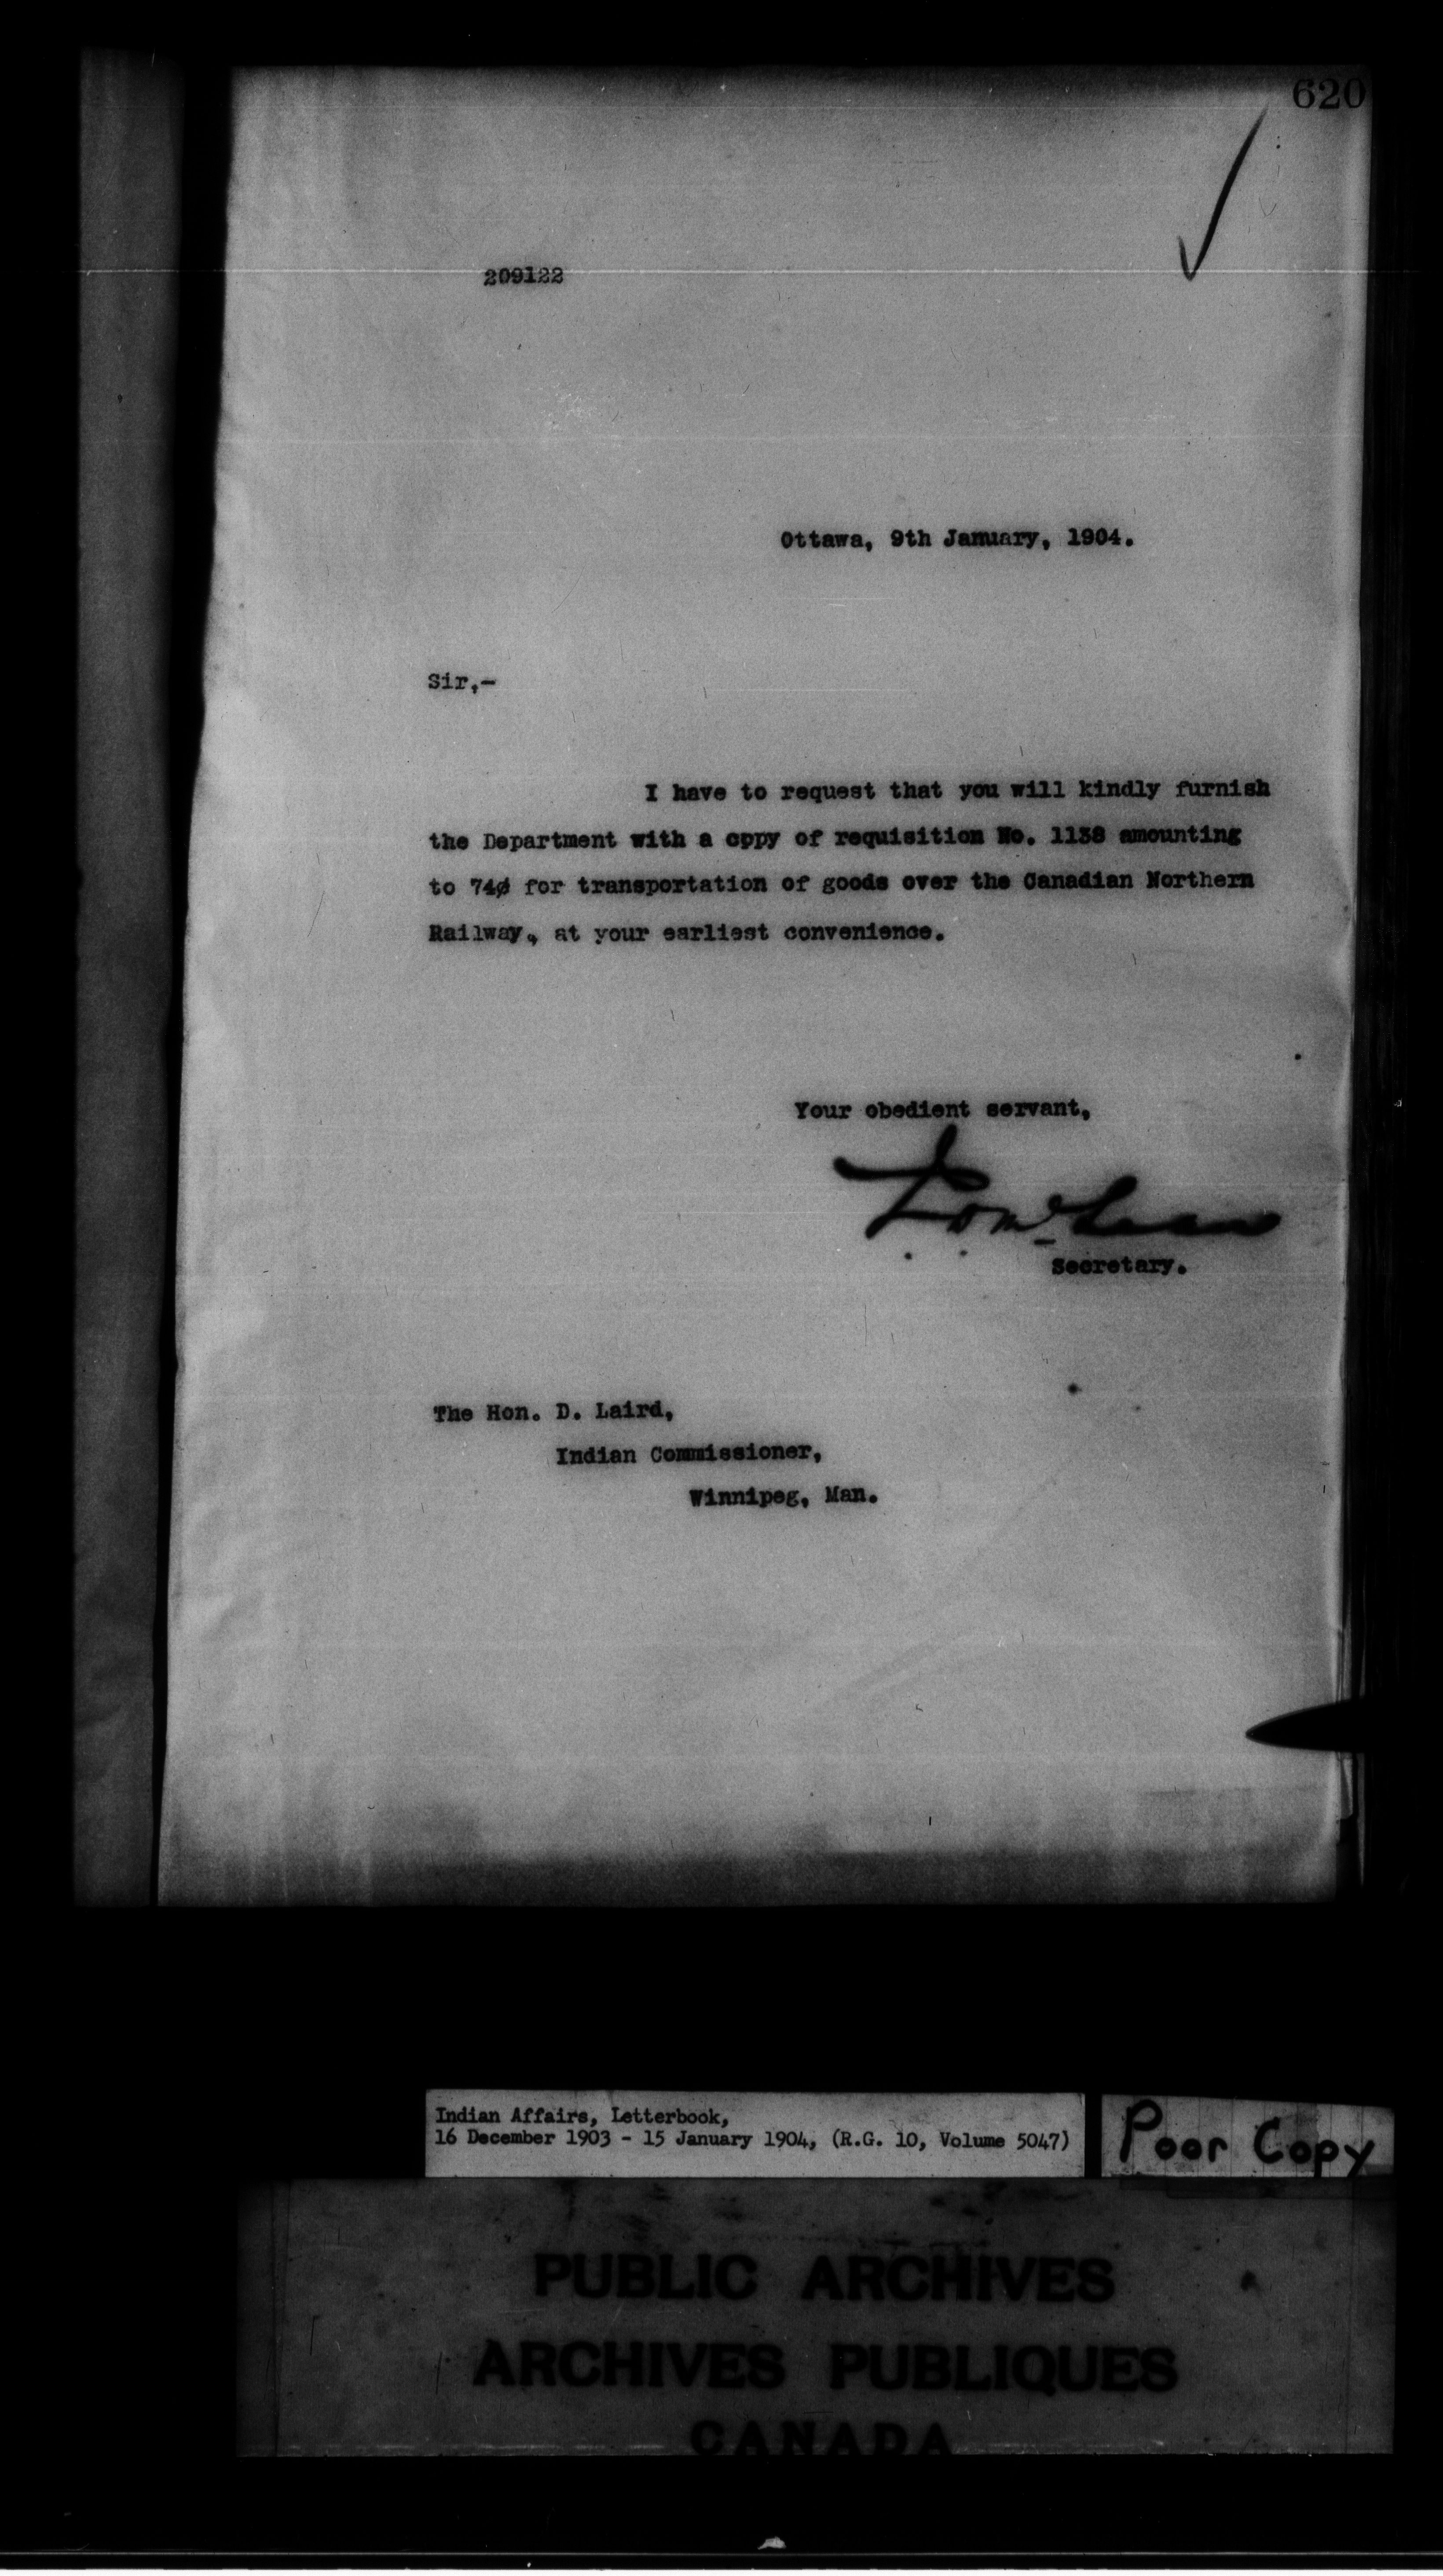 620
209122
Ottawa, 9th January, 1904.
Sir,-
I have to request that you will kindly furnish
the Department with a cppy of requisition No. 1138 amounting
to 74¢ for transportation of goods over the Canadian Northern
Railway, at your earliest convenience.
Your obedient servant,
Secretary.
The Hon. D. Laird,
Indian Commissioner,
Winnipeg, Man.
Indian Affairs, Letterbook,
16 December 1903 - 15 January 1904, (R.G. 10, Volume 5047)
Poor Copy
PUBLIC ARCHIVES
ARCHIVES PUBLIQUES
CANADA